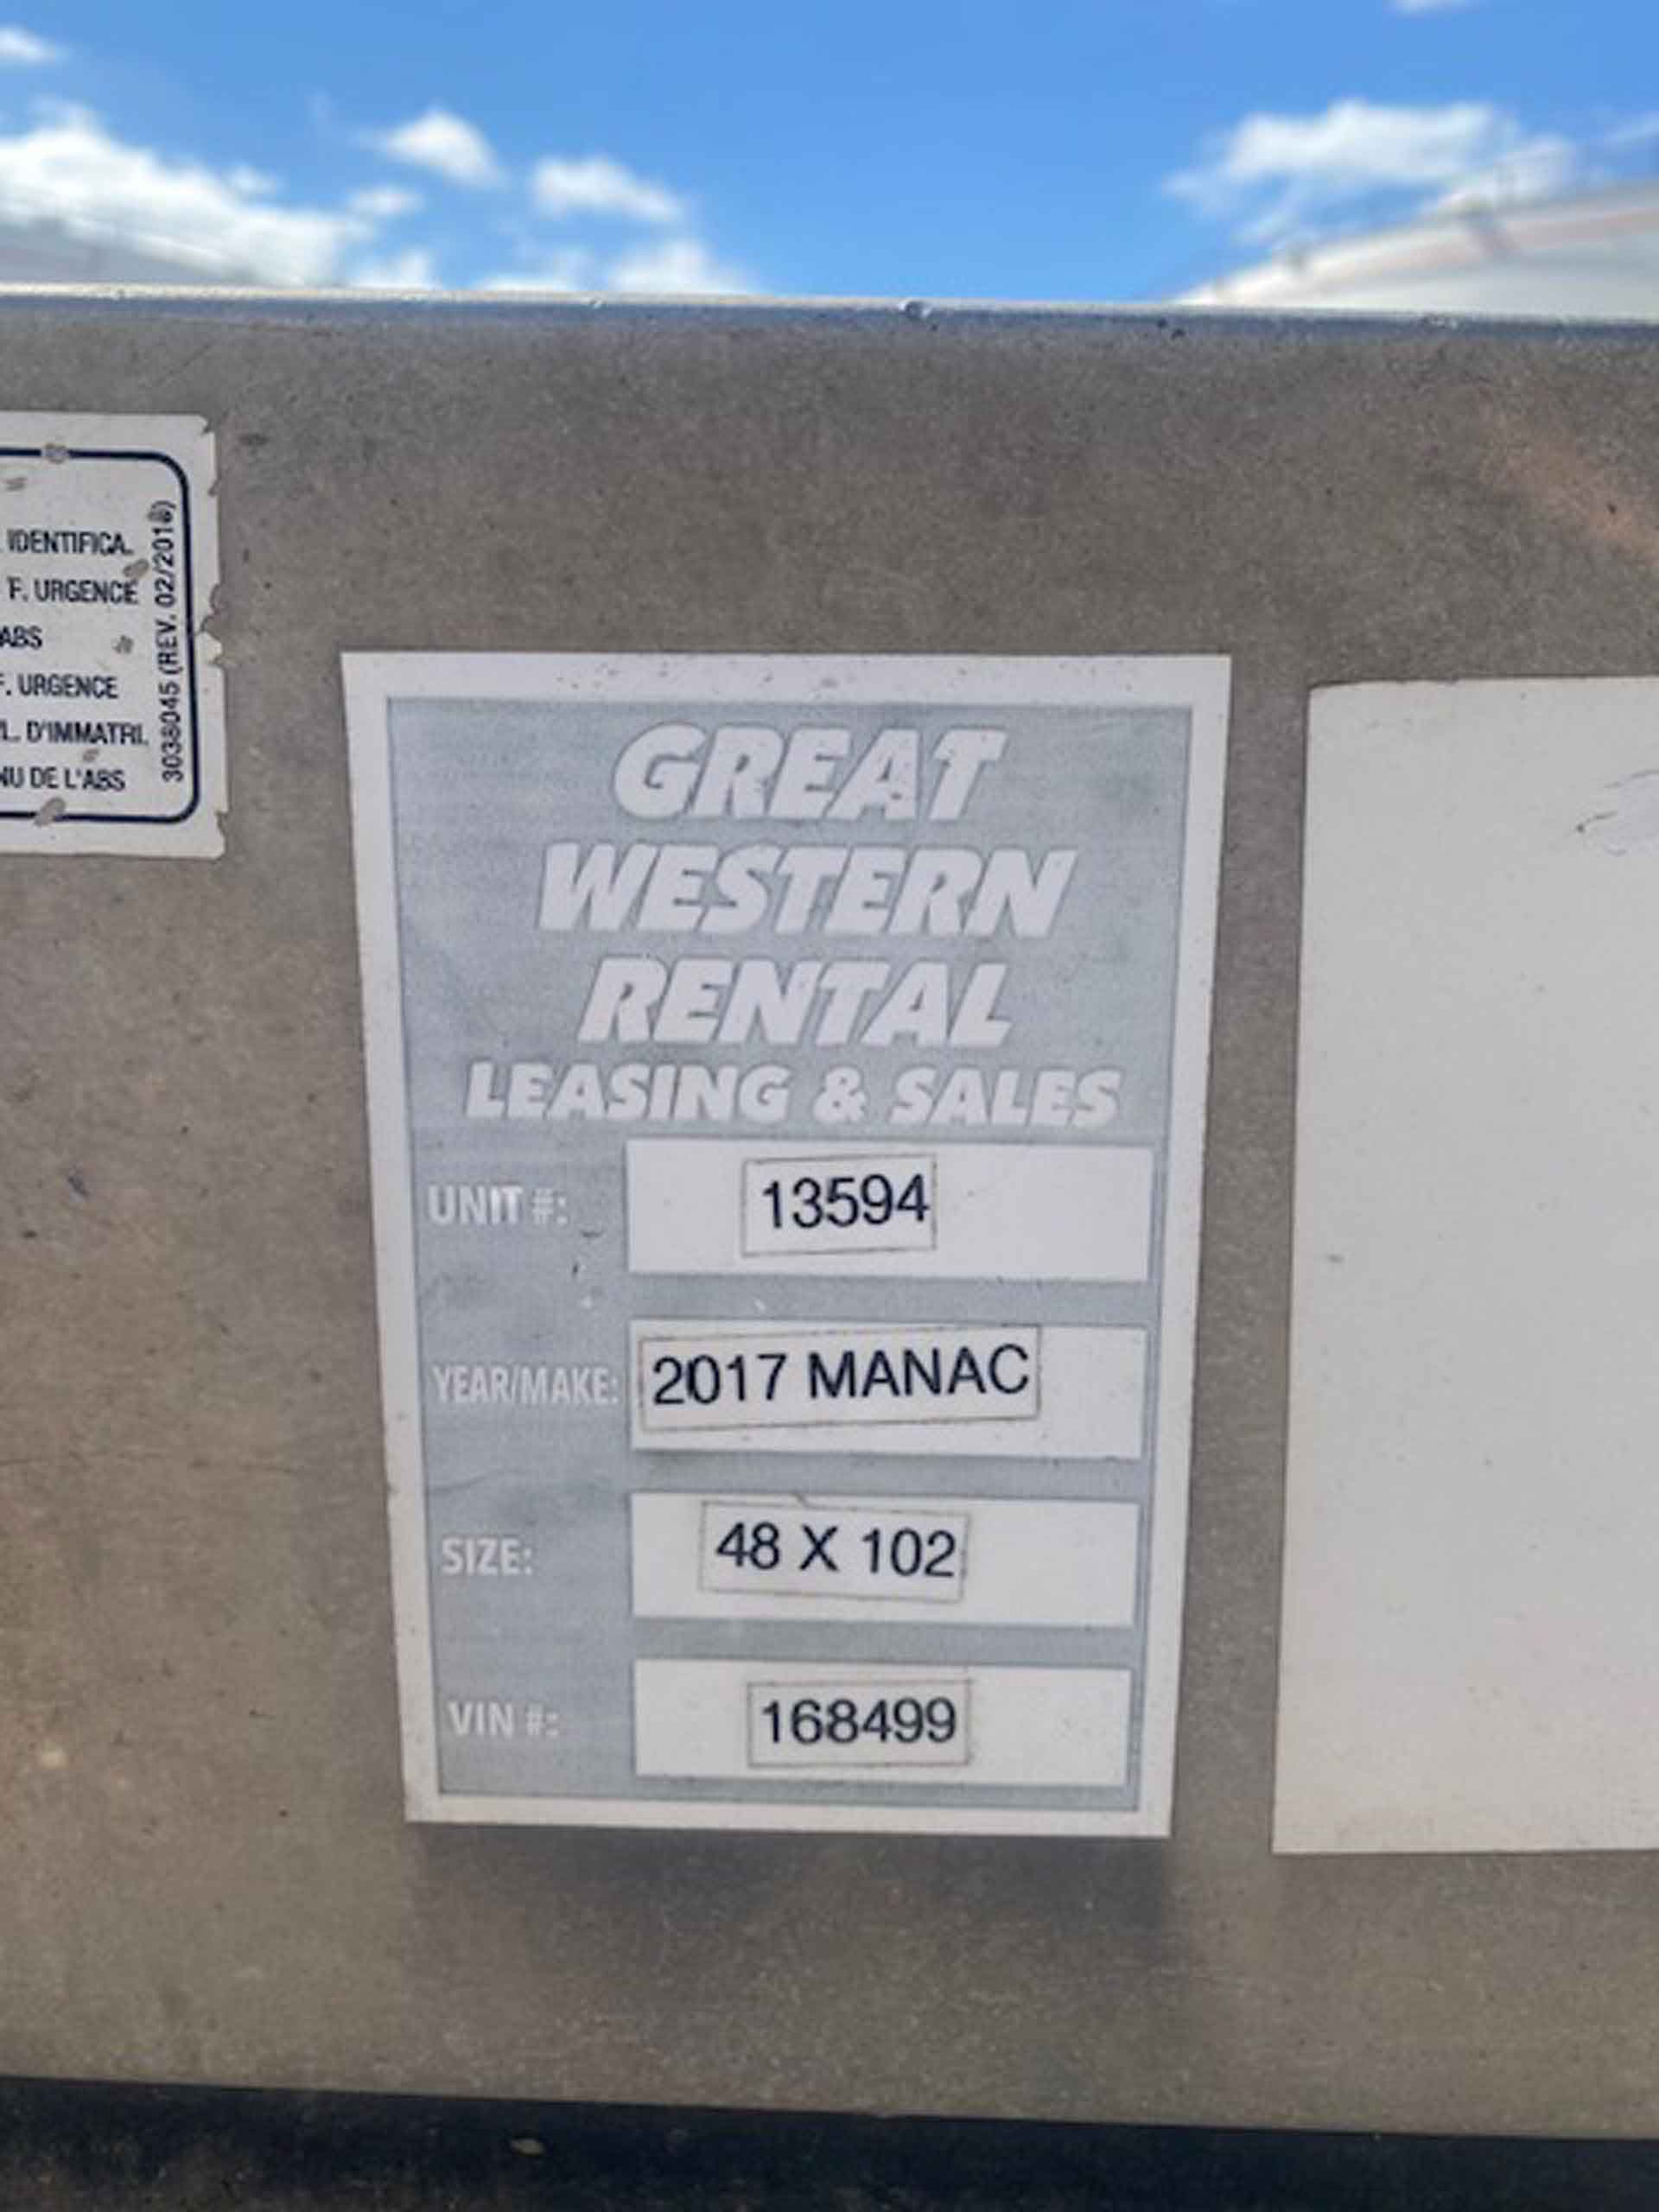 IDENTIFICA.
F. URGENCE
ABS
F. URGENCE
D'IMMATRI.
DE L'ABS
3038045 (REV. 02/2016)
GREAT
WESTERN
RENTAL
LEASING & SALES
UNIT #: 13594
YEAR/MAKE: 2017 MANAC
SIZE: 48 X 102
VIN #: 168499